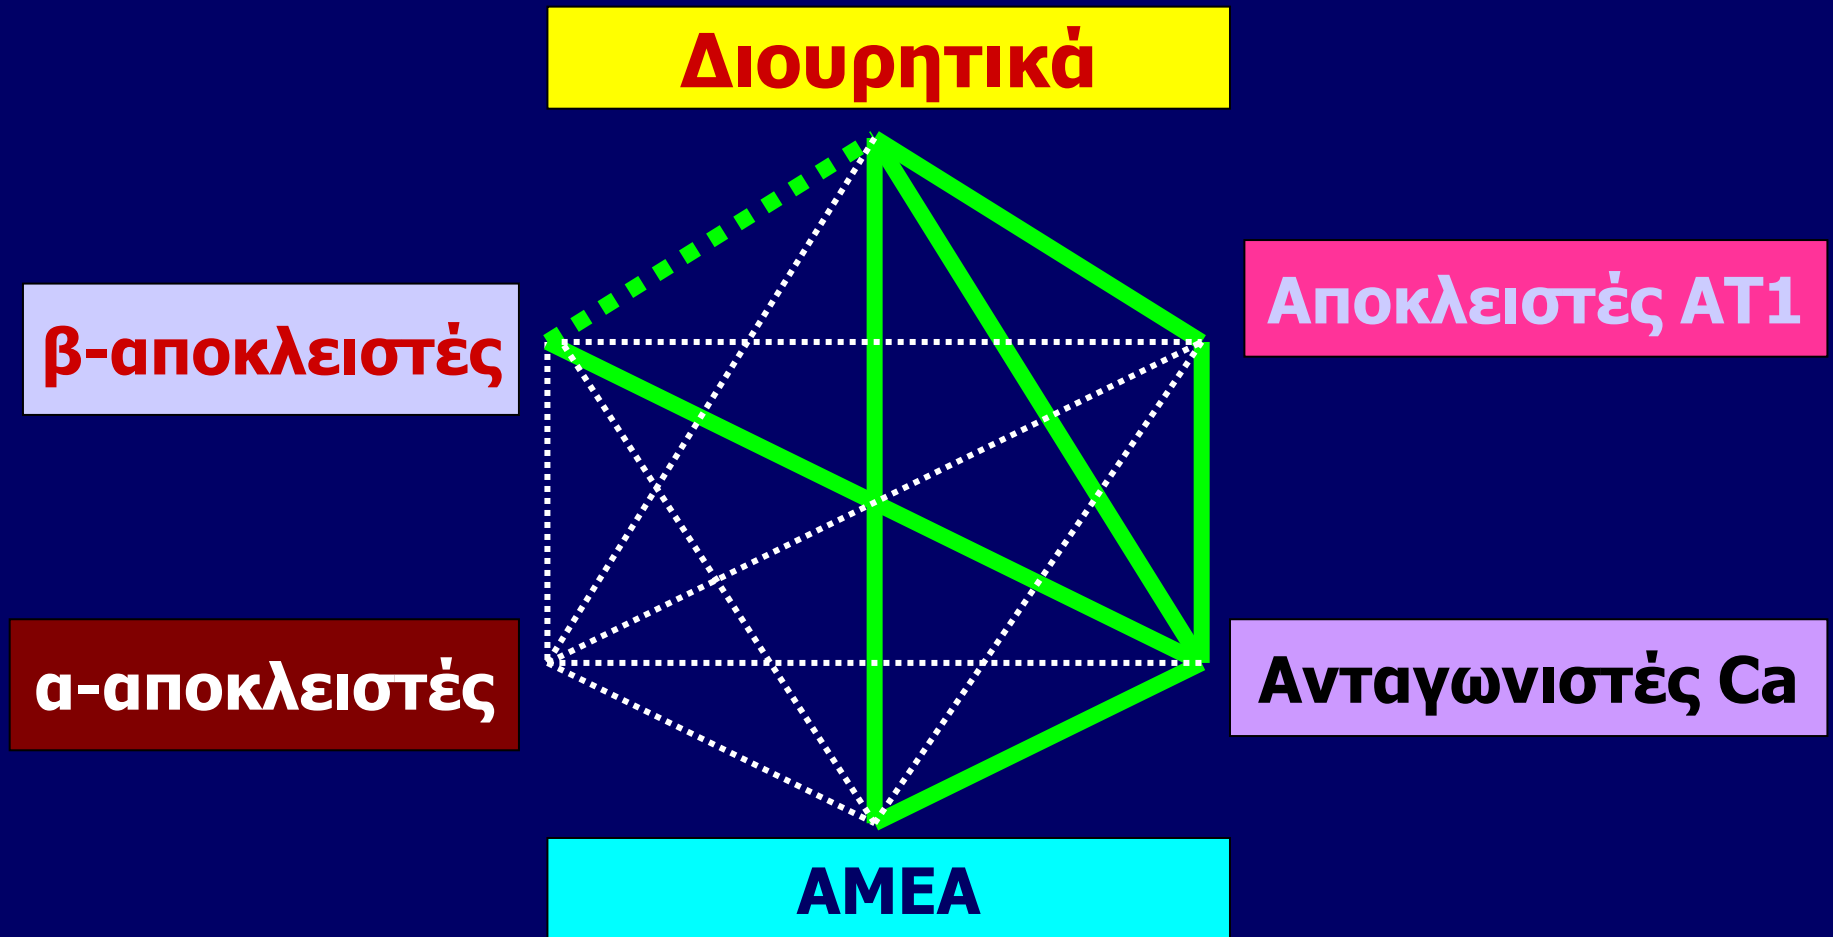 Διουρητικά
Αποκλειστές ΑΤ1
β-αποκλειστές
α-αποκλειστές
Ανταγωνιστές Ca
ΑΜΕΑ